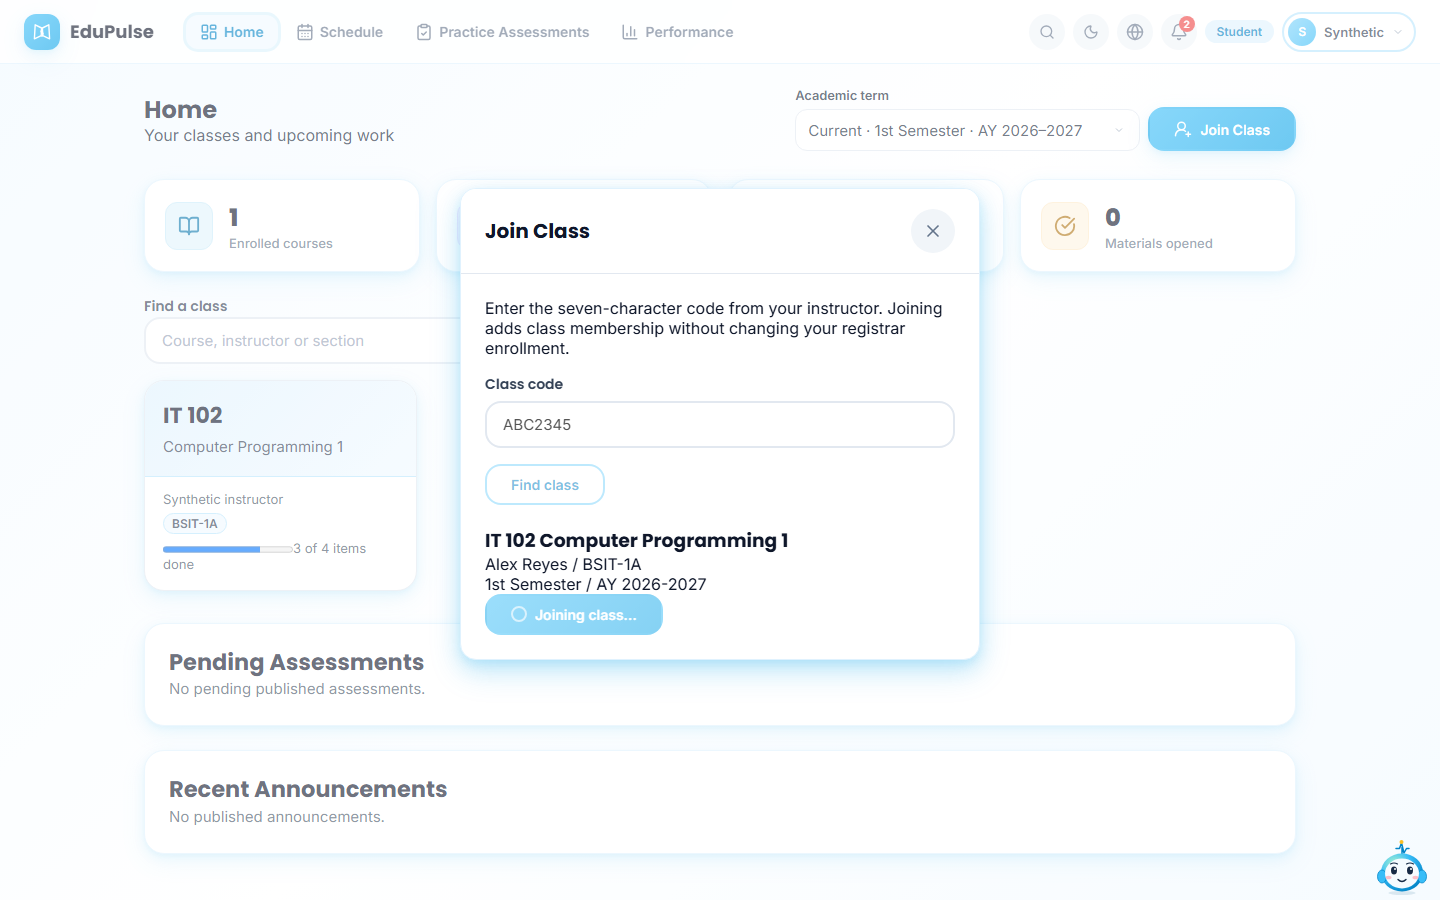 EduPulse
Home
Schedule
Practice Assessments
Performance
2
Student
S
Synthetic
Home
Your classes and upcoming work
Academic term
Current · 1st Semester · AY 2026–2027
Join Class
1
Enrolled courses
0
Materials opened
Find a class
Course, instructor or section
IT 102
Computer Programming 1
Synthetic instructor
BSIT-1A
3 of 4 items
done
Join Class
Enter the seven-character code from your instructor. Joining
adds class membership without changing your registrar
enrollment.
Class code
ABC2345
Find class
IT 102 Computer Programming 1
Alex Reyes / BSIT-1A
1st Semester / AY 2026-2027
Joining class...
Pending Assessments
No pending published assessments.
Recent Announcements
No published announcements.